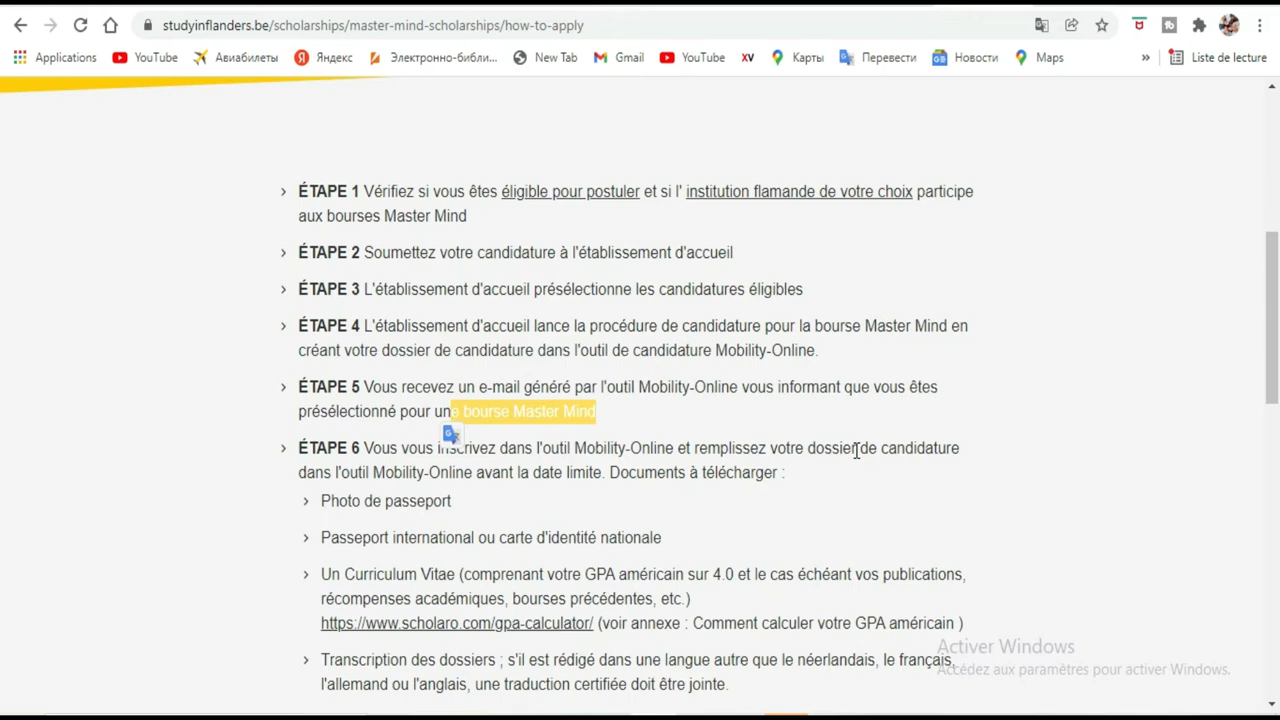 studyinflanders.be/scholarships/master-mind-scholarships/how-to-apply
Applications YouTube Авиабилеты Яндекс Электронно-библи... New Tab Gmail YouTube XV Карты Перевести Новости Maps » Liste de lecture
› ÉTAPE 1 Vérifiez si vous êtes éligible pour postuler et si l' institution flamande de votre choix participe
aux bourses Master Mind
› ÉTAPE 2 Soumettez votre candidature à l'établissement d'accueil
› ÉTAPE 3 L'établissement d'accueil présélectionne les candidatures éligibles
› ÉTAPE 4 L'établissement d'accueil lance la procédure de candidature pour la bourse Master Mind en
créant votre dossier de candidature dans l'outil de candidature Mobility-Online.
› ÉTAPE 5 Vous recevez un e-mail généré par l'outil Mobility-Online vous informant que vous êtes
présélectionné pour une bourse Master Mind
› ÉTAPE 6 Vous vous inscrivez dans l'outil Mobility-Online et remplissez votre dossier de candidature
dans l'outil Mobility-Online avant la date limite. Documents à télécharger :
› Photo de passeport
› Passeport international ou carte d'identité nationale
› Un Curriculum Vitae (comprenant votre GPA américain sur 4.0 et le cas échéant vos publications,
récompenses académiques, bourses précédentes, etc.)
https://www.scholaro.com/gpa-calculator/ (voir annexe : Comment calculer votre GPA américain )
› Transcription des dossiers ; s'il est rédigé dans une langue autre que le néerlandais, le français,
l'allemand ou l'anglais, une traduction certifiée doit être jointe.
Activer Windows
Accédez aux paramètres pour activer Windows.